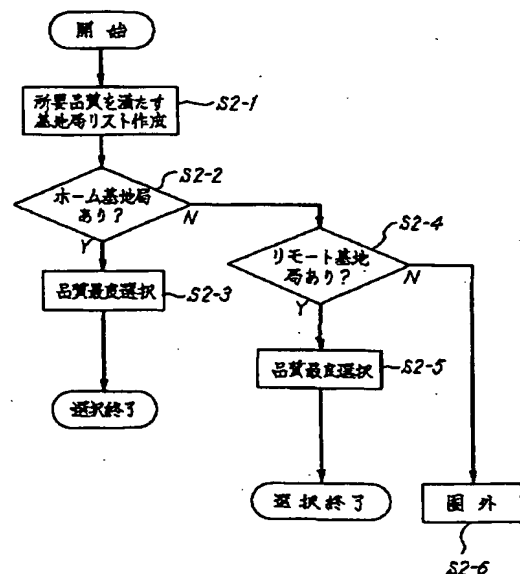 開始
所要品質を満たす
基地局リスト作成
S2-1
ホーム基地局
あり?
S2-2
Y
N
品質最良選択
S2-3
選択終了
リモート基地
局あり?
S2-4
Y
N
品質最良選択
S2-5
選択終了
圏外
S2-6